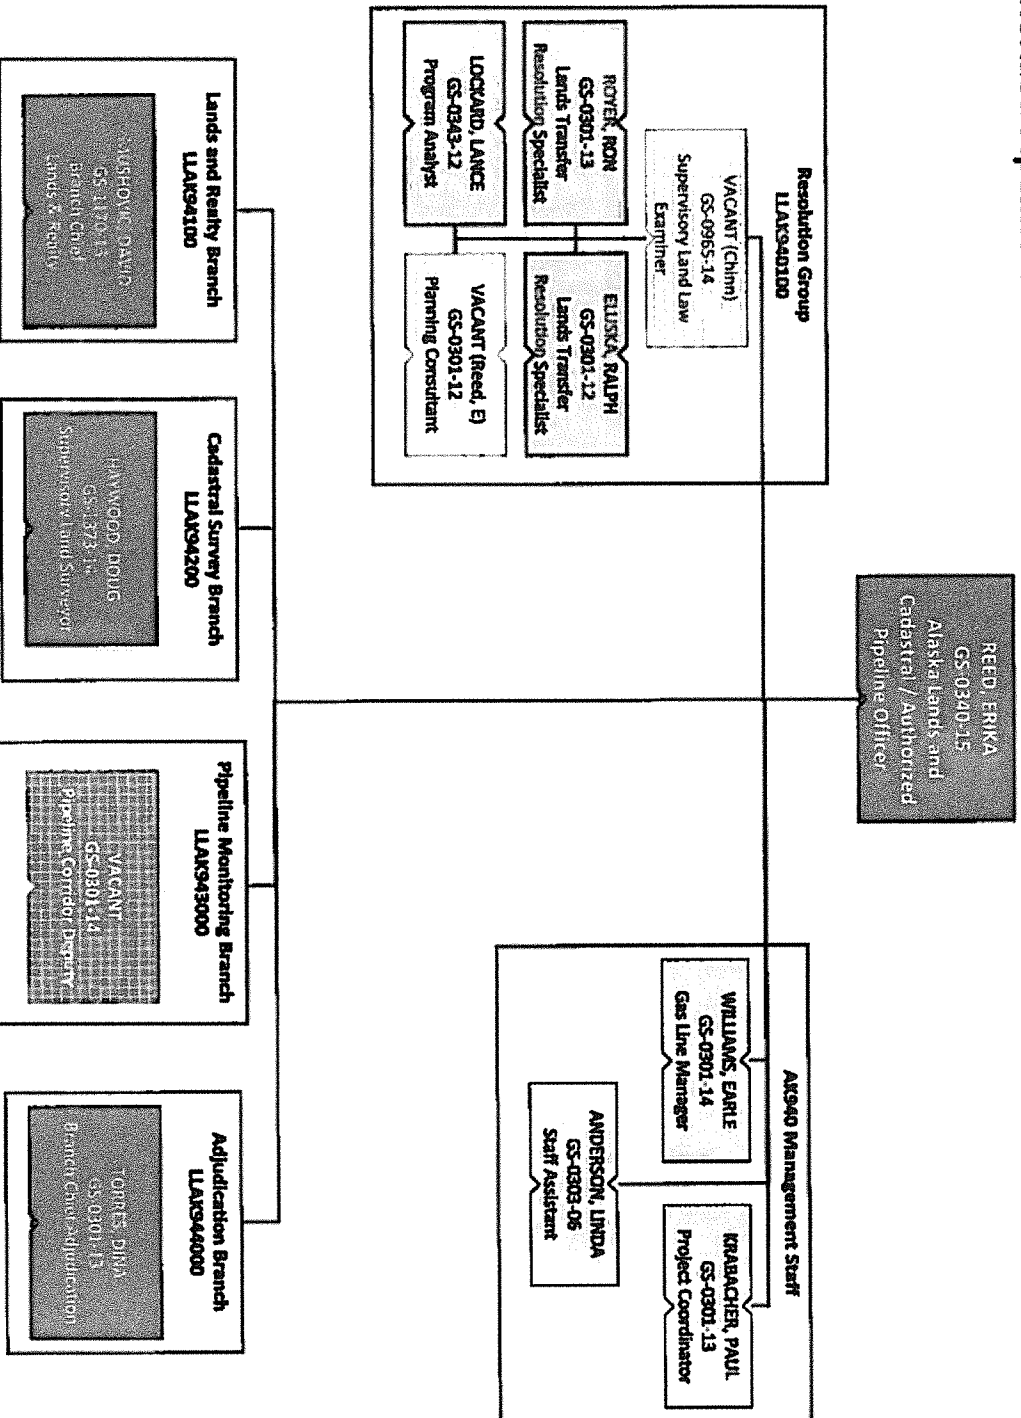 REED, ERIKA
GS-0340-15
Alaska Lands and
Cadastral / Authorized
Pipeline Officer
Resolution Group
LLAK940100
VACANT (Chinn)
GS-0965-14
Supervisory Land Law
Examiner
ROYER, RON
GS-0301-13
Lands Transfer
Resolution Specialist
ELUSKA, RALPH
GS-0301-12
Lands Transfer
Resolution Specialist
LOCKARD, LANCE
GS-0343-12
Program Analyst
VACANT (Reed, E)
GS-0301-12
Planning Consultant
AK940 Management Staff
WILLIAMS, EARLE
GS-0301-14
Gas Line Manager
KRABACHER, PAUL
GS-0301-13
Project Coordinator
ANDERSON, LINDA
GS-0303-06
Staff Assistant
Lands and Realty Branch
LLAK94100
DAVID
Branch Chief
Lands & Realty
Cadastral Survey Branch
LLAK94200
HAYWOOD, DOUG
Supervisory Land Surveyor
Pipeline Monitoring Branch
LLAK943000
VACANT
GS-0301-14
Pipeline Corridor Deputy
Adjudication Branch
LLAK944000
TORRES DINA
GS-0301-13
Branch Chief Adjudication